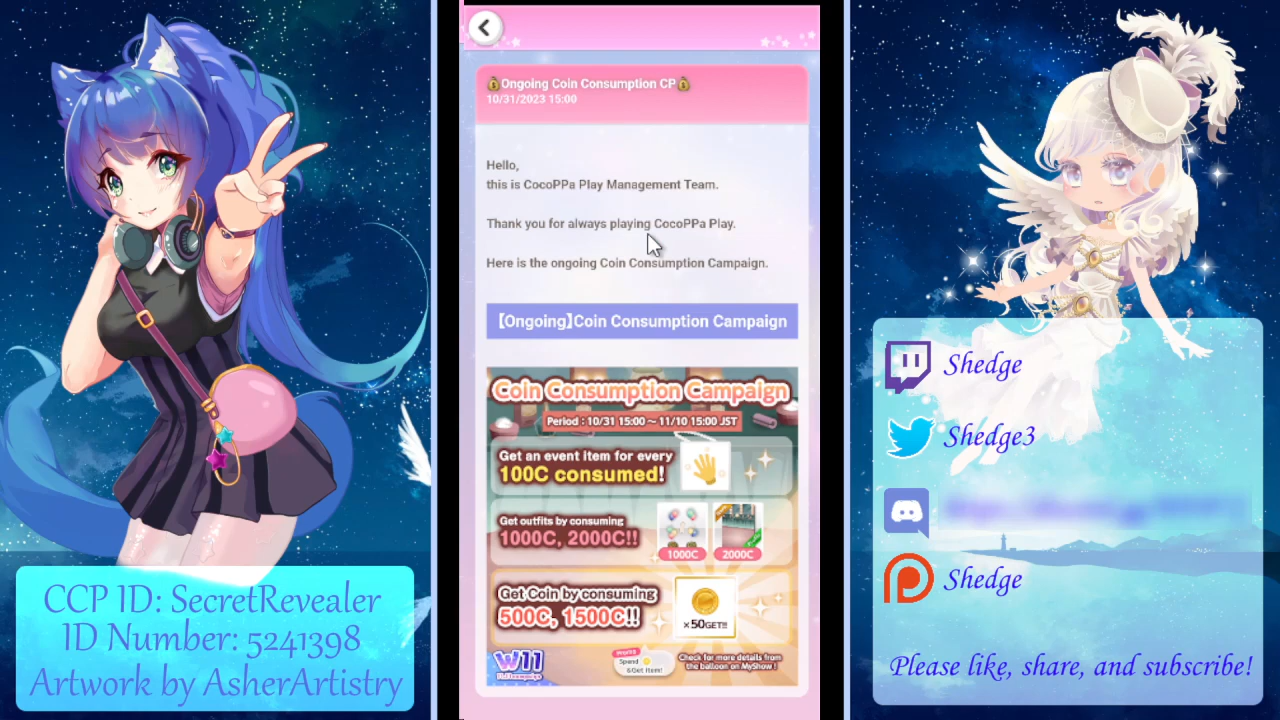 Ongoing Coin Consumption CP
10/31/2023 15:00
Hello,
this is CocoPPa Play Management Team.
Thank you for always playing CocoPPa Play.
Here is the ongoing Coin Consumption Campaign.
【Ongoing】Coin Consumption Campaign
Coin Consumption Campaign
Period : 10/31 15:00 ~ 11/10 15:00 JST
Get an event item for every
100C consumed!
Get outfits by consuming
1000C, 2000C!!
1000C
2000C
Get Coin by consuming
500C, 1500C!!
×50GET!!
W11
Spend
&Get item!
Check for more details from
the balloon on MyShow !
CCP ID: SecretRevealer
ID Number: 5241398
Artwork by AsherArtistry
Shedge
Shedge3
Shedge
Please like, share, and subscribe!